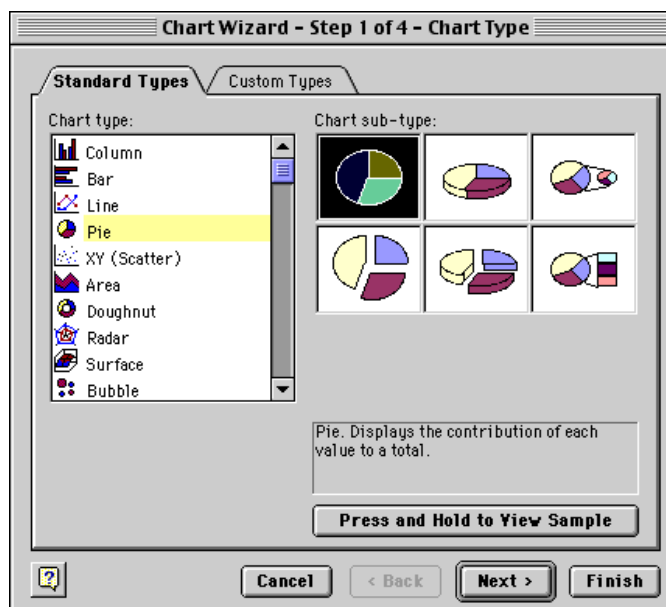 Chart Wizard - Step 1 of 4 - Chart Type
Standard Types
Custom Types
Chart type:
Column
Bar
Line
Pie
XY (Scatter)
Area
Doughnut
Radar
Surface
Bubble
Chart sub-type:
Pie. Displays the contribution of each
value to a total.
Press and Hold to View Sample
?
Cancel
< Back
Next >
Finish